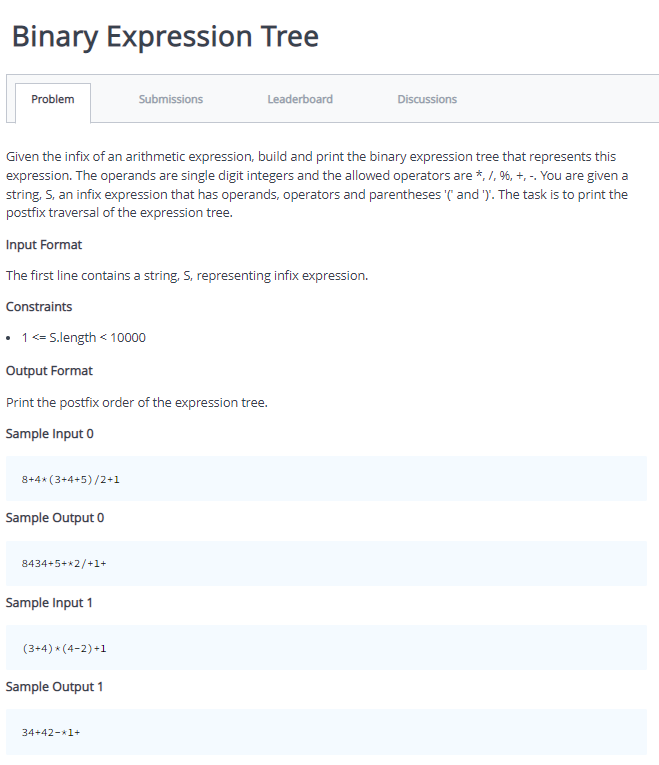 Binary Expression Tree
Problem
Submissions
Leaderboard
Discussions
Given the infix of an arithmetic expression, build and print the binary expression tree that represents this
expression. The operands are single digit integers and the allowed operators are *, /, %, +, -. You are given a
string, S, an infix expression that has operands, operators and parentheses '(' and ')'. The task is to print the
postfix traversal of the expression tree.
Input Format
The first line contains a string, S, representing infix expression.
Constraints
• 1 <= S.length < 10000
Output Format
Print the postfix order of the expression tree.
Sample Input 0
8+4*(3+4+5)/2+1
Sample Output 0
8434+5+*2/+1+
Sample Input 1
(3+4)*(4-2)+1
Sample Output 1
34+42-*1+